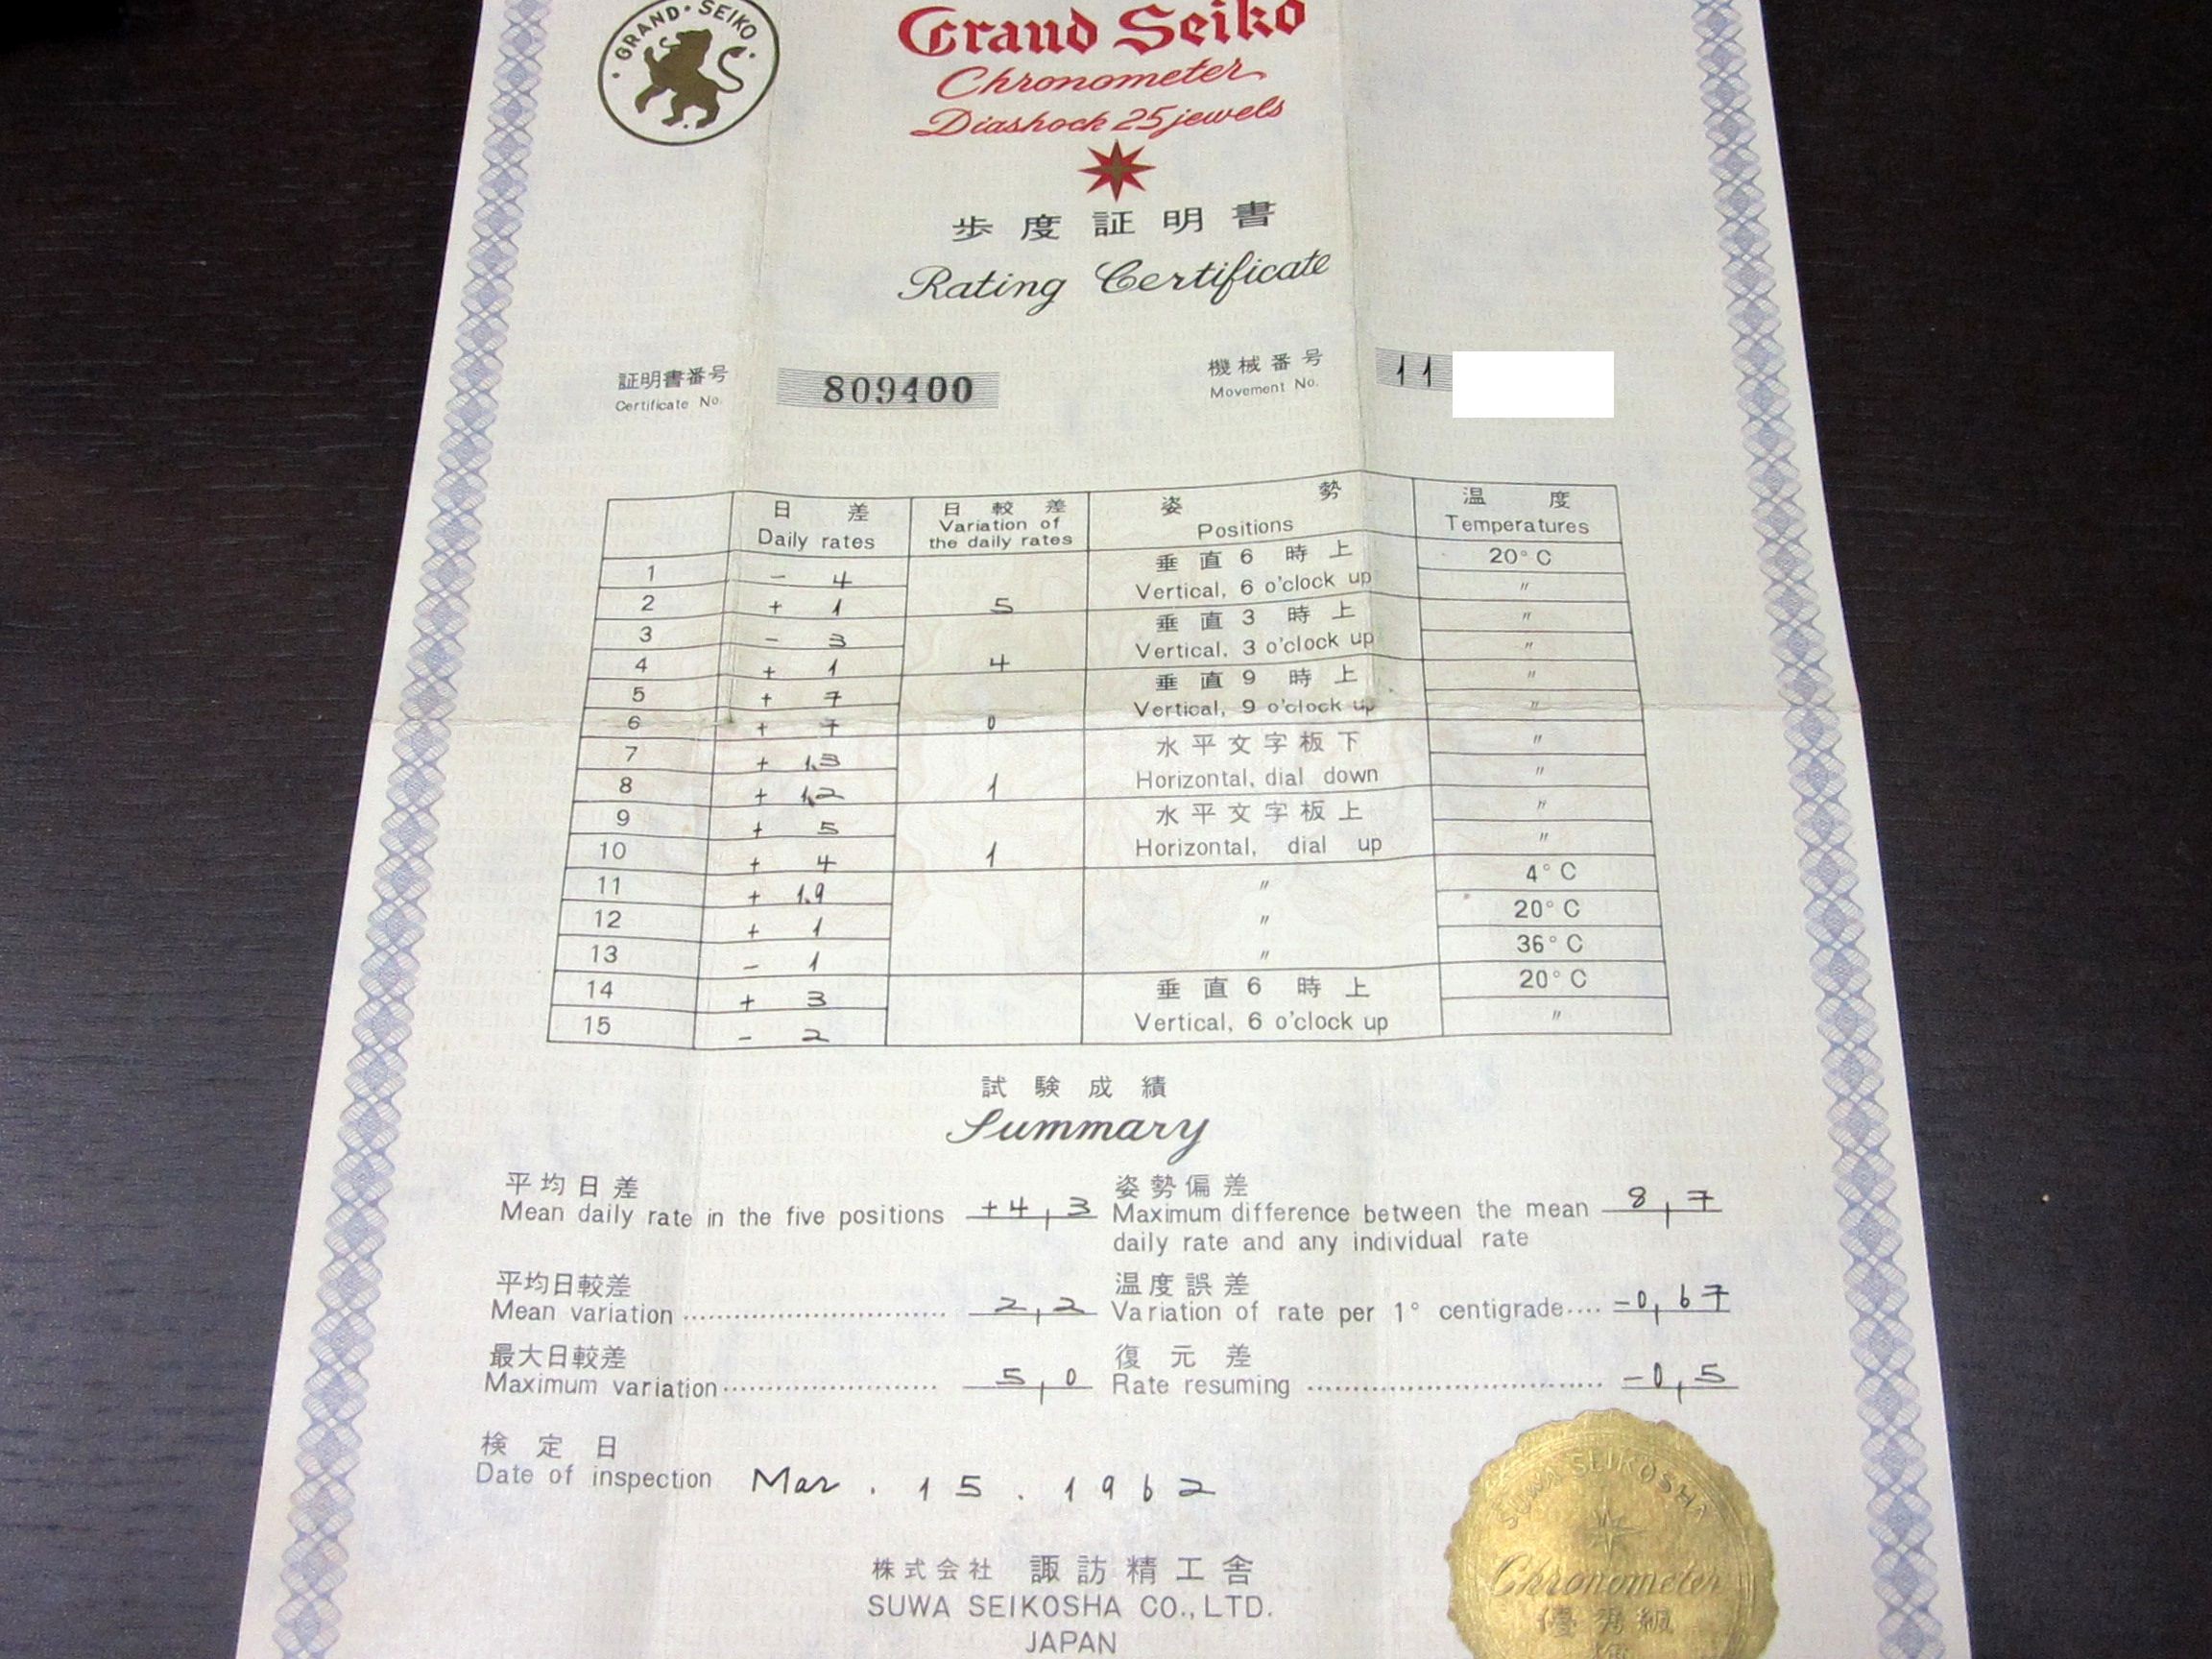 GRAND · SEIKO
Grand Seiko
Chronometer
Diashock 25 jewels
歩度証明書
Rating Certificate
証明書番号
Certificate No. 809400
機械番号
Movement No. 11
日差 日較差 姿勢 温度
Daily rates Variation of the daily rates Positions Temperatures
1 - 4 垂直6時上 20°C
2 + 1 5 Vertical, 6 o'clock up 〃
3 - 3 垂直3時上 〃
4 + 1 4 Vertical, 3 o'clock up 〃
5 + 7 垂直9時上 〃
6 + 7 0 Vertical, 9 o'clock up 〃
7 + 1.3 水平文字板下 〃
8 + 1.2 1 Horizontal, dial down 〃
9 + 5 水平文字板上 〃
10 + 4 1 Horizontal, dial up 〃
11 + 1.9 〃 4°C
12 + 1 〃 20°C
13 - 1 〃 36°C
14 + 3 垂直6時上 20°C
15 - 2 Vertical, 6 o'clock up 〃
試験成績
Summary
平均日差
Mean daily rate in the five positions +4,3
姿勢偏差
Maximum difference between the mean 8,7
daily rate and any individual rate
平均日較差
Mean variation 2,2
温度誤差
Variation of rate per 1° centigrade.... -0,67
最大日較差
Maximum variation 5,0
復元差
Rate resuming -0,5
検定日
Date of inspection Mar. 15. 1962
株式会社 諏訪精工舎
SUWA SEIKOSHA CO., LTD.
JAPAN
SUWA SEIKOSHA
Chronometer
優秀級